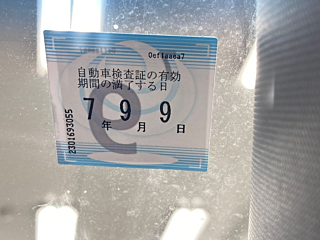 0ef1aaea7
自動車検査証の有効
期間の満了する日
7年 9月 9日
2301693055